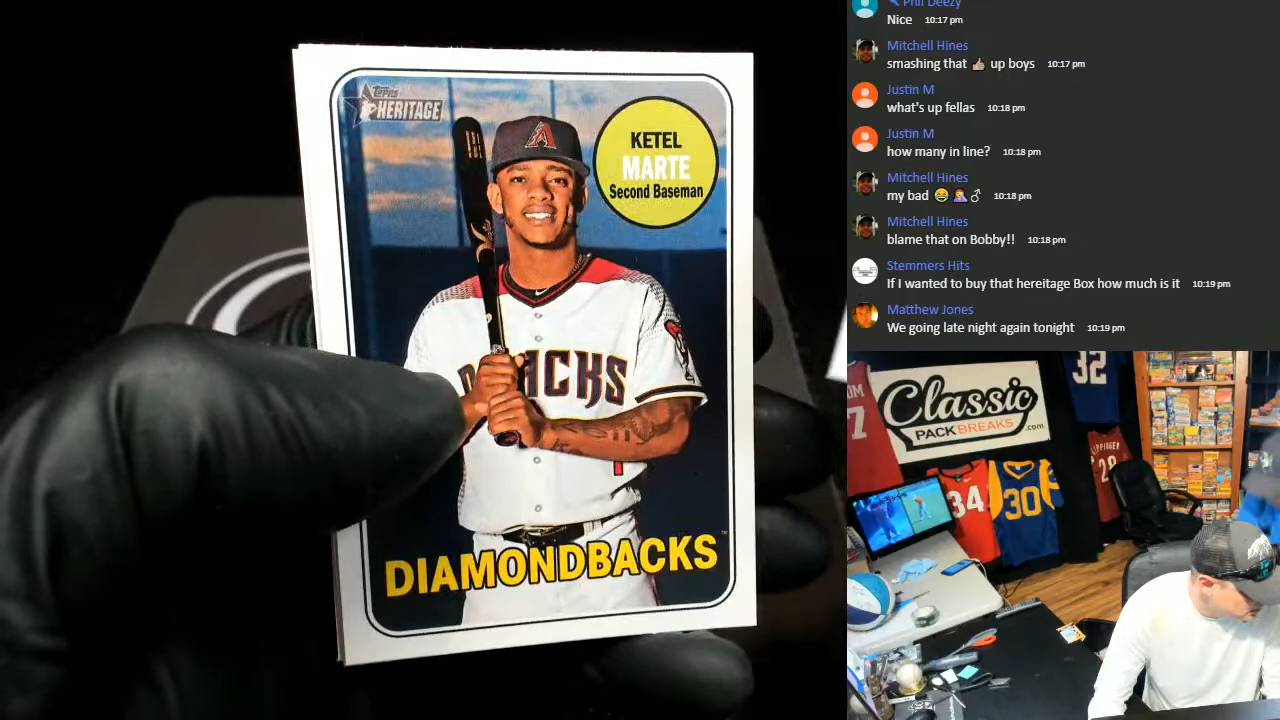 Topps
HERITAGE
KETEL
MARTE
Second Baseman
DIAMONDBACKS
Phil Deezy
Nice 10:17 pm
Mitchell Hines
smashing that 👍🏼 up boys 10:17 pm
Justin M
what's up fellas 10:18 pm
Justin M
how many in line? 10:18 pm
Mitchell Hines
my bad 😂🤦🏼‍♂ 10:18 pm
Mitchell Hines
blame that on Bobby!! 10:18 pm
Stemmers Hits
If I wanted to buy that hereitage Box how much is it 10:19 pm
Matthew Jones
We going late night again tonight 10:19 pm
32
Classic
PACK BREAKS.com
7
34
30
28